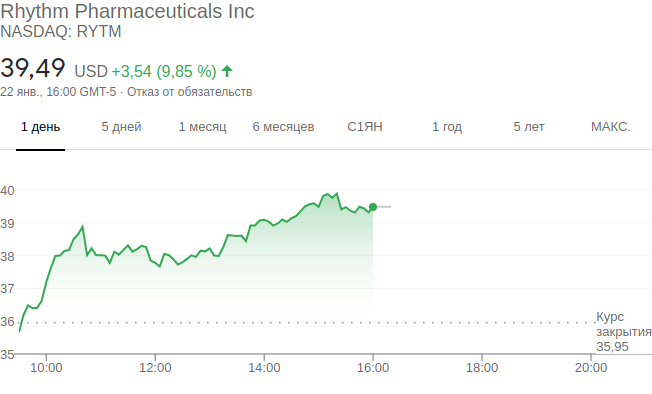 Rhythm Pharmaceuticals Inc
NASDAQ: RYTM
39,49 USD +3,54 (9,85 %)
22 янв., 16:00 GMT-5 · Отказ от обязательств
1 день 5 дней 1 месяц 6 месяцев С1ЯН 1 год 5 лет МАКС.
40
39
38
37
36
Курс
закрытия
35,95
35
10:00 12:00 14:00 16:00 18:00 20:00